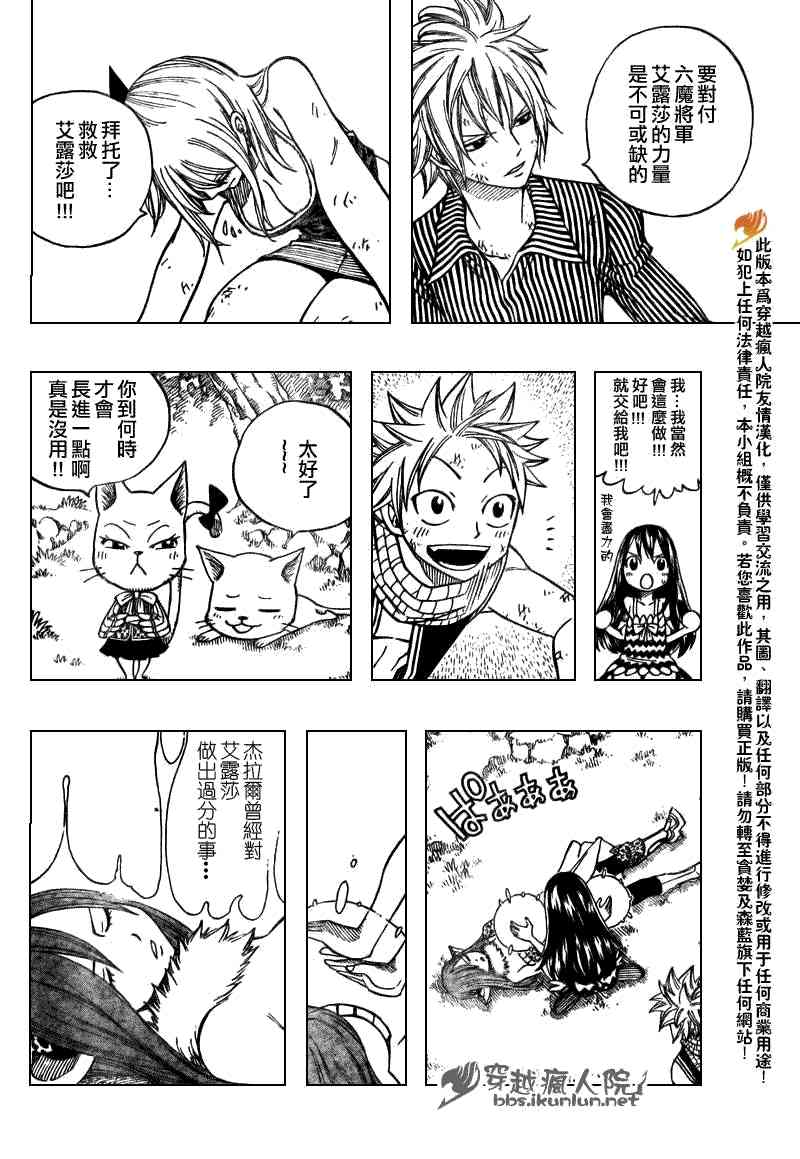 要對付
六魔將軍
艾露莎的力量
是不可或缺的
拜托了…
救救
艾露莎吧!!!
我…我當然
會這麼做!!!
好吧!!!
就交給我吧!!!
我會盡力的
太好了
~~~
你到何時
才會
長進一點啊
真是沒用!!
ぱぁぁぁ
杰拉爾曾經對
艾露莎
做出過分的事…
此版本爲穿越瘋人院友情漢化，僅供學習交流之用，其圖、翻譯以及任何部分不得進行修改或用于任何商業用途！
如犯上任何法律責任，本小組概不負責。若您喜歡此作品，請購買正版！請勿轉至貪婪及森藍旗下任何網站！
穿越瘋人院
bbs.ikunlun.net